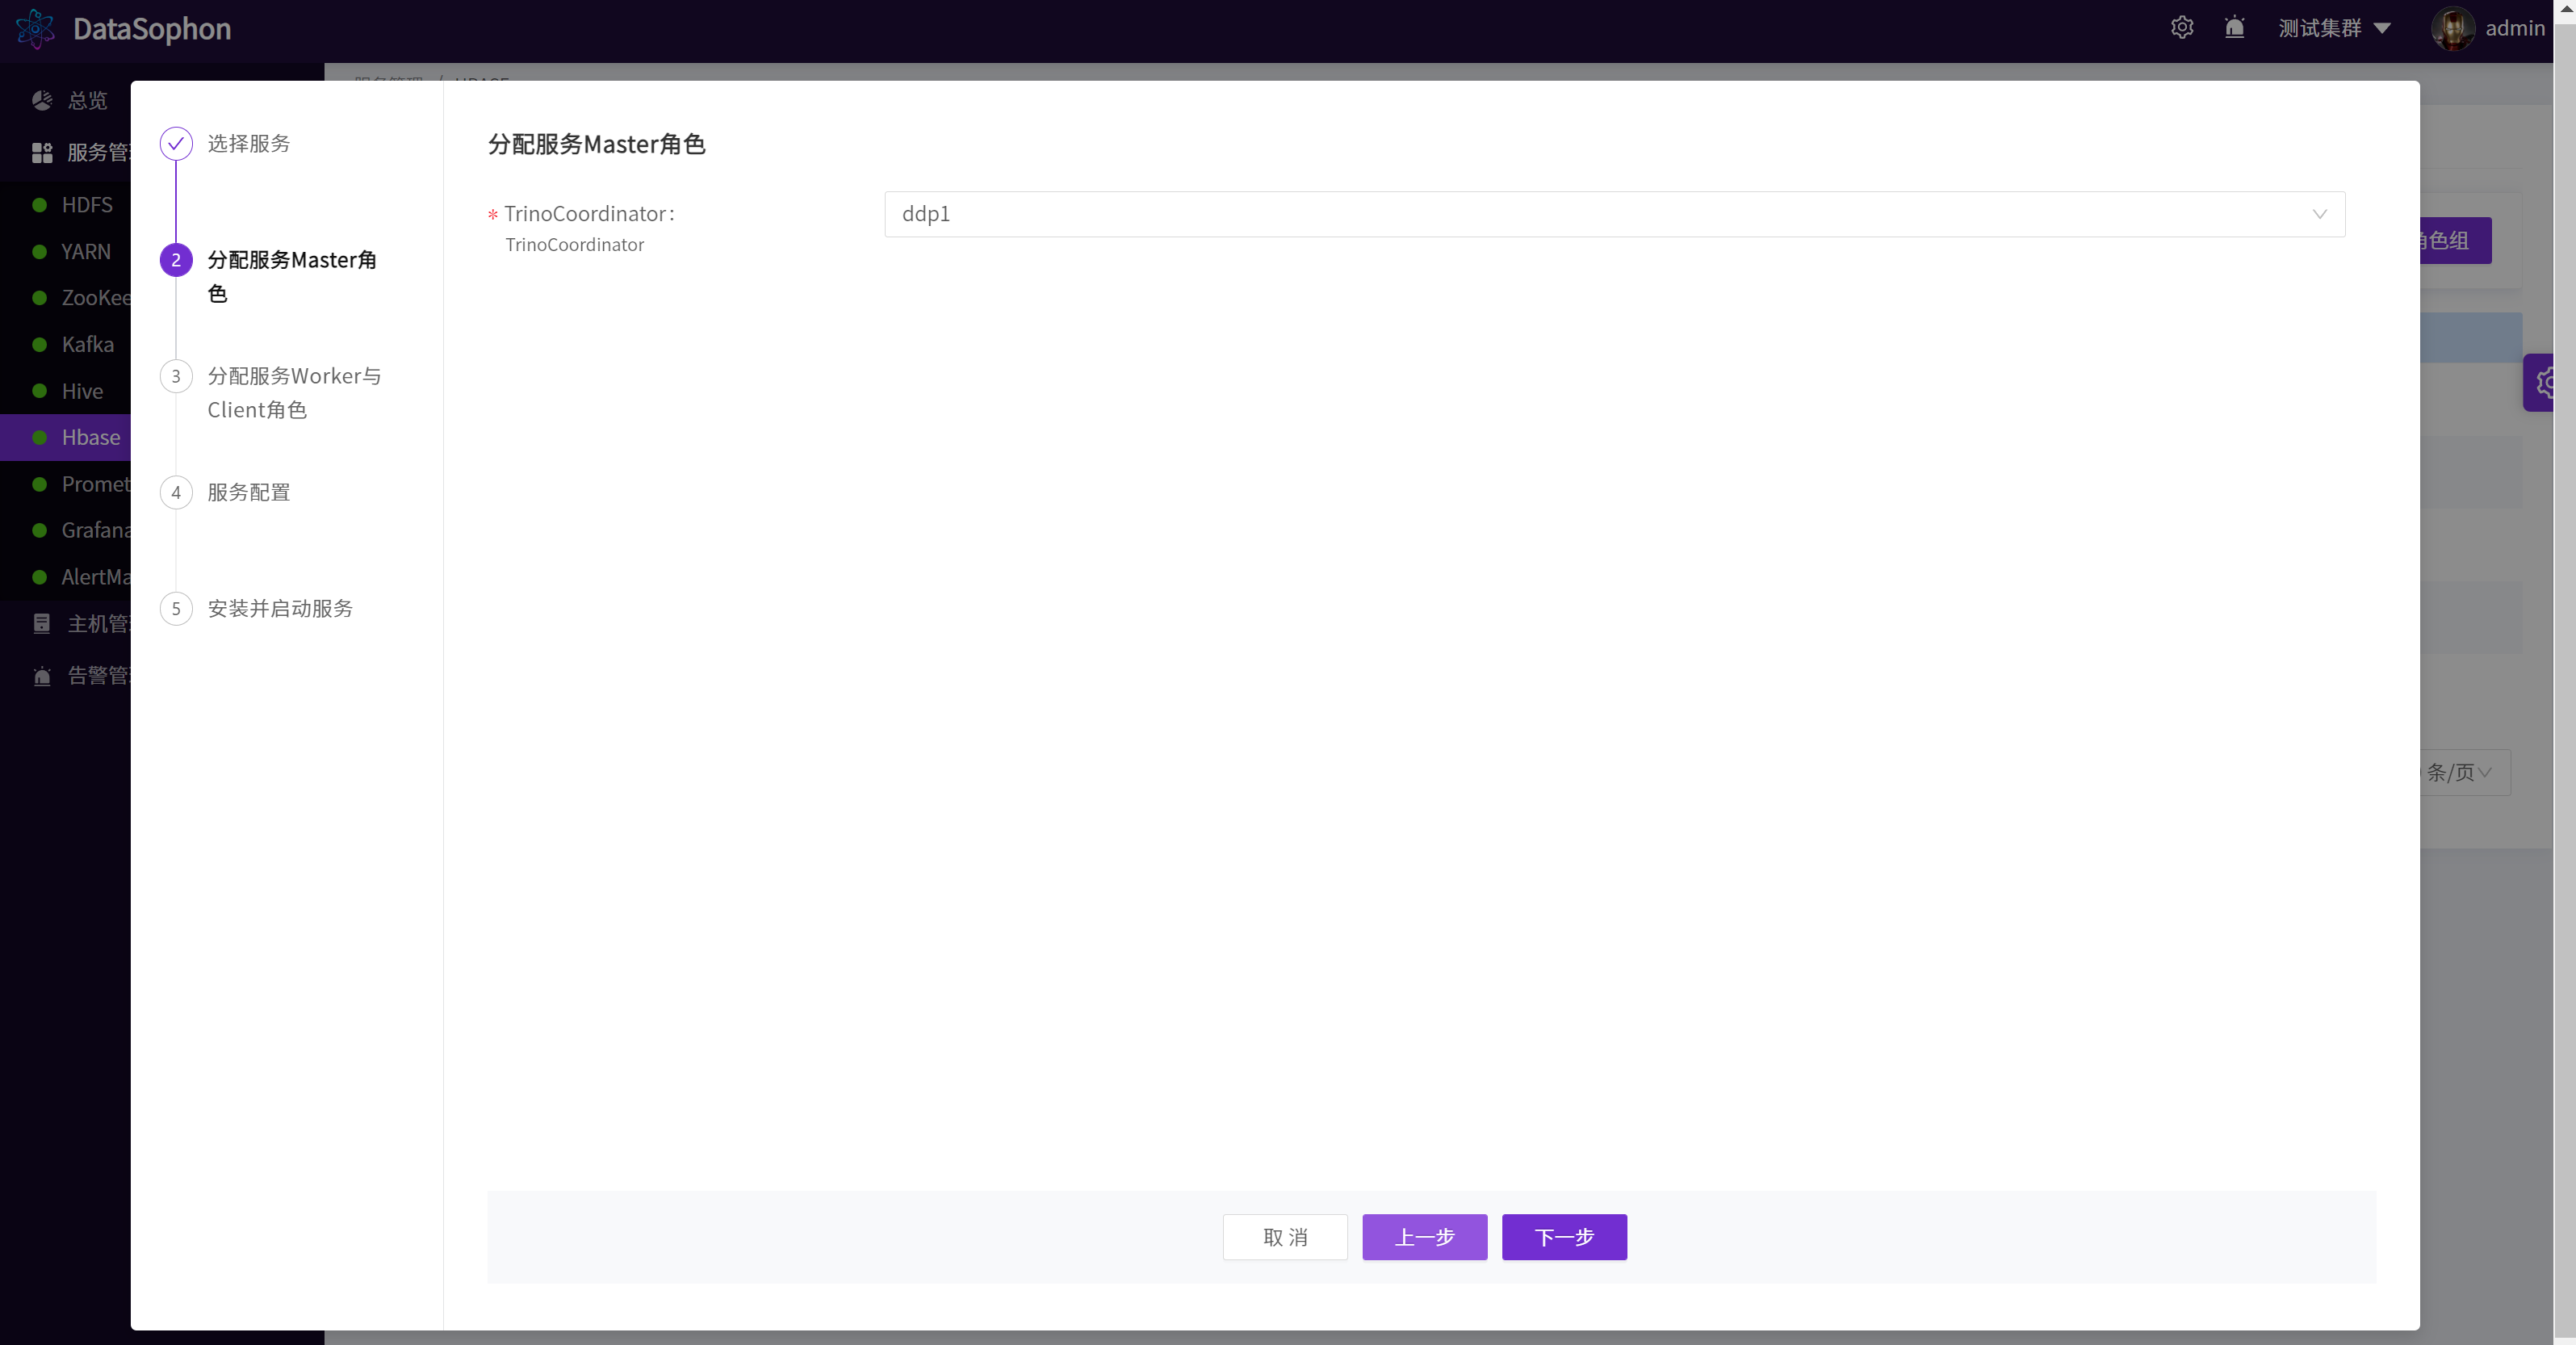 DataSophon
测试集群
admin
总览
服务管
HDFS
YARN
ZooKee
Kafka
Hive
Hbase
Promet
Grafana
AlertMa
主机管
告警管
选择服务
2
分配服务Master角
色
3
分配服务Worker与
Client角色
4
服务配置
5
安装并启动服务
分配服务Master角色
* TrinoCoordinator:
TrinoCoordinator
ddp1
角色组
条/页
取 消
上一步
下一步